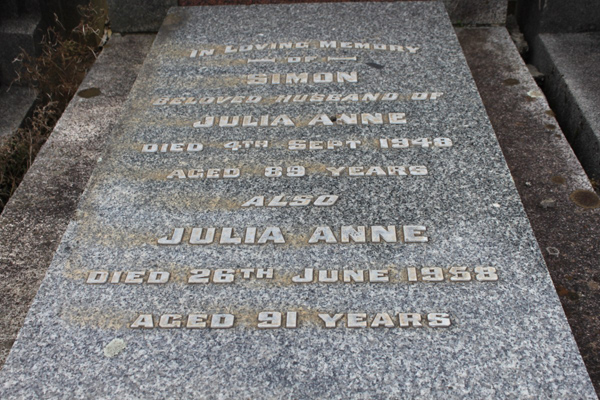 IN LOVING MEMORY
— OF —
SIMON
BELOVED HUSBAND OF
JULIA ANNE
DIED 4TH SEPT 1948
AGED 89 YEARS
ALSO
JULIA ANNE
DIED 26TH JUNE 1958
AGED 91 YEARS